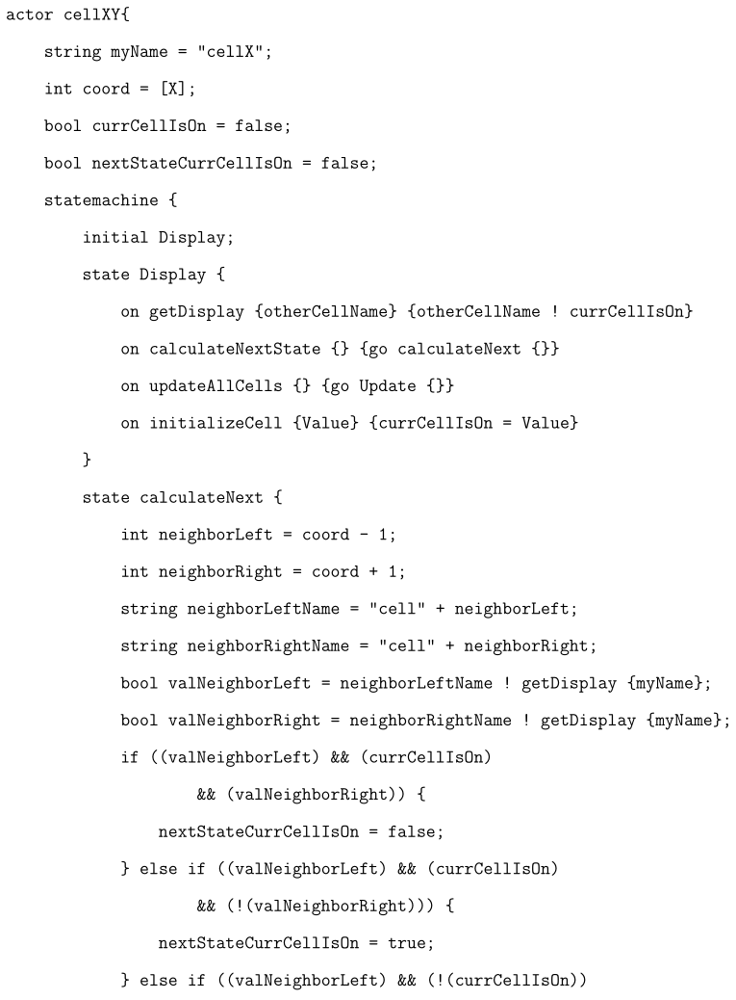 actor cellXY{
string myName = "cellX";
int coord = [X];
bool currCellIsOn = false;
bool nextStateCurrCellIsOn = false;
statemachine {
initial Display;
state Display {
on getDisplay {otherCellName} {otherCellName ! currCellIsOn}
on calculateNextState {} {go calculateNext {}}
on updateAllCells {} {go Update {}}
on initializeCell {Value} {currCellIsOn = Value}
}
state calculateNext {
int neighborLeft = coord - 1;
int neighborRight = coord + 1;
string neighborLeftName = "cell" + neighborLeft;
string neighborRightName = "cell" + neighborRight;
bool valNeighborLeft = neighborLeftName ! getDisplay {myName};
bool valNeighborRight = neighborRightName ! getDisplay {myName};
if ((valNeighborLeft) && (currCellIsOn)
&& (valNeighborRight)) {
nextStateCurrCellIsOn = false;
} else if ((valNeighborLeft) && (currCellIsOn)
&& (!(valNeighborRight))) {
nextStateCurrCellIsOn = true;
} else if ((valNeighborLeft) && (!(currCellIsOn))